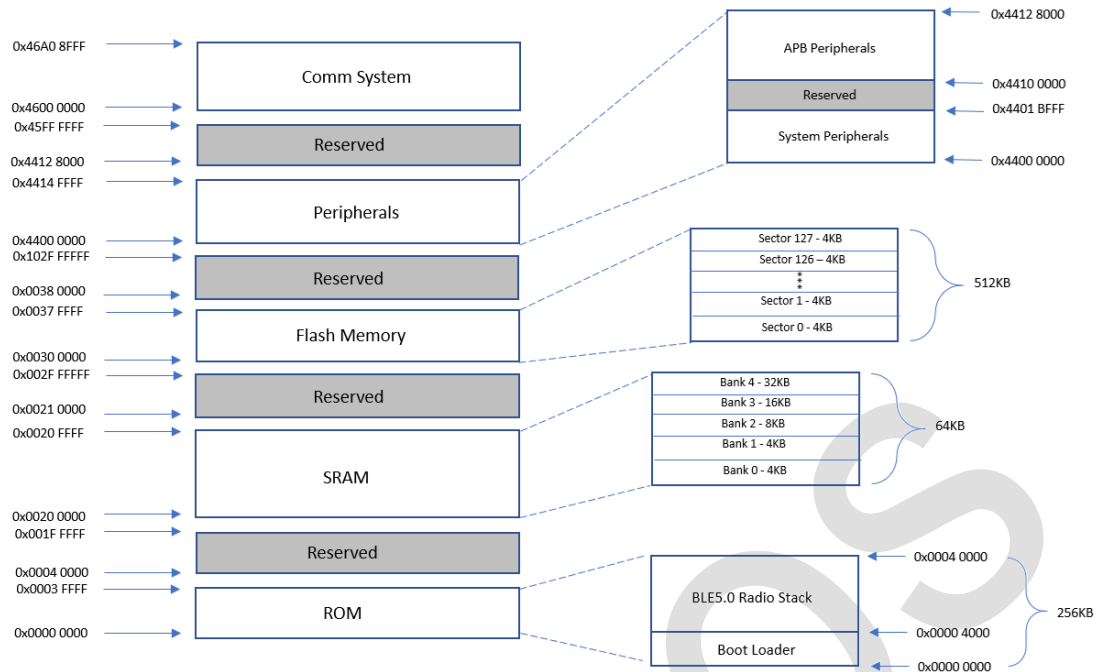 0x46A0 8FFF
Comm System
0x4600 0000
0x45FF FFFF
Reserved
0x4412 8000
0x4414 FFFF
Peripherals
0x4400 0000
0x102F FFFFF
Reserved
0x0038 0000
0x0037 FFFF
Flash Memory
0x0030 0000
0x002F FFFFF
Reserved
0x0021 0000
0x0020 FFFF
SRAM
0x0020 0000
0x001F FFFF
Reserved
0x0004 0000
0x0003 FFFF
ROM
0x0000 0000
0x4412 8000
APB Peripherals
0x4410 0000
Reserved
0x4401 BFFF
System Peripherals
0x4400 0000
Sector 127 - 4KB
Sector 126 – 4KB
***
Sector 1 - 4KB
Sector 0 - 4KB
512KB
Bank 4 - 32KB
Bank 3 - 16KB
Bank 2 - 8KB
Bank 1 - 4KB
Bank 0 - 4KB
64KB
0x0004 0000
BLE5.0 Radio Stack
0x0000 4000
Boot Loader
0x0000 0000
256KB
OS